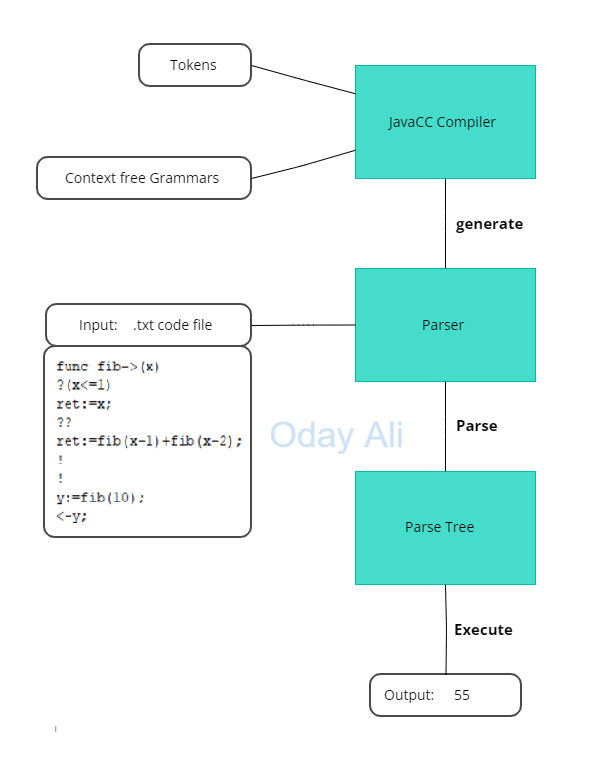 Tokens
JavaCC Compiler
Context free Grammars
generate
Input: .txt code file
Parser
func fib->(x)
?(x<=1)
ret:=x;
??
ret:=fib(x-1)+fib(x-2);
!
!
y:=fib(10);
<-y;
Oday Ali
Parse
Parse Tree
Execute
Output: 55